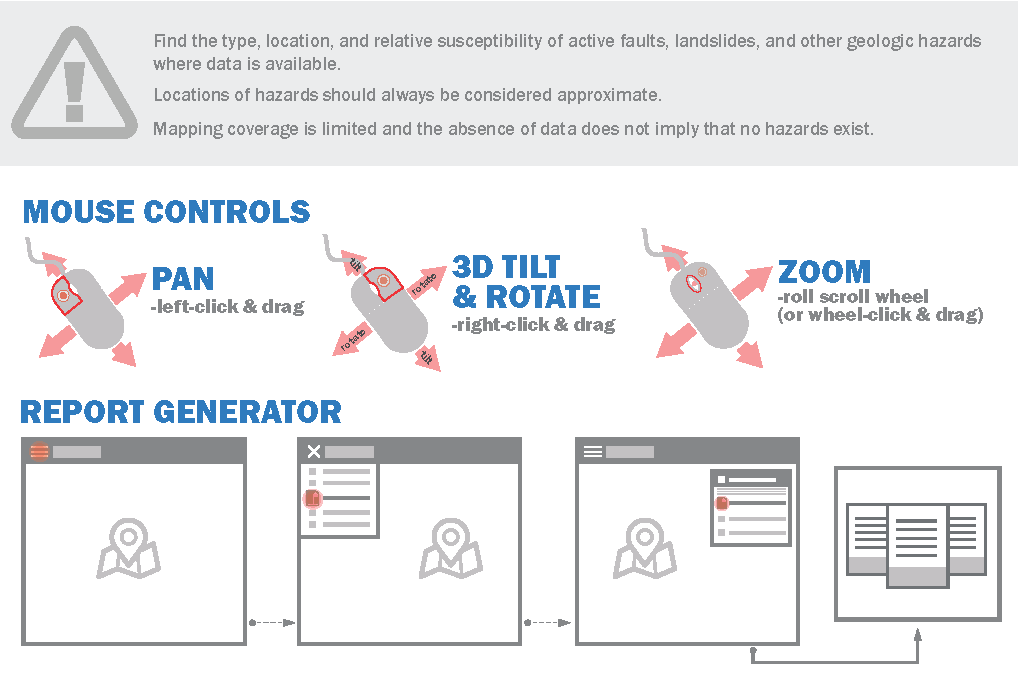 Find the type, location, and relative susceptibility of active faults, landslides, and other geologic hazards
where data is available.
Locations of hazards should always be considered approximate.
Mapping coverage is limited and the absence of data does not imply that no hazards exist.
MOUSE CONTROLS
PAN
-left-click & drag
tilt
rotate
rotate
tilt
3D TILT
& ROTATE
-right-click & drag
ZOOM
-roll scroll wheel
(or wheel-click & drag)
REPORT GENERATOR